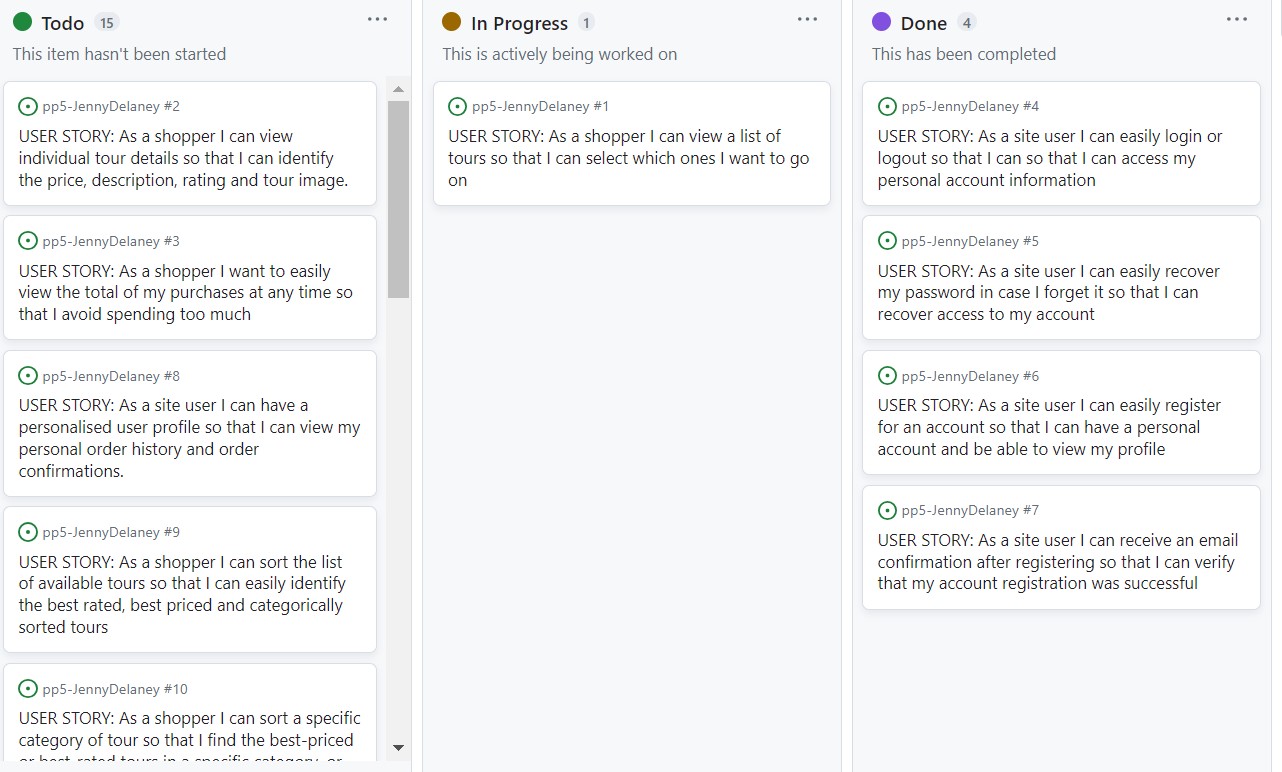 Todo 15
This item hasn't been started
pp5-JennyDelaney #2
USER STORY: As a shopper I can view
individual tour details so that I can identify
the price, description, rating and tour image.
pp5-JennyDelaney #3
USER STORY: As a shopper I want to easily
view the total of my purchases at any time so
that I avoid spending too much
pp5-JennyDelaney #8
USER STORY: As a site user I can have a
personalised user profile so that I can view my
personal order history and order
confirmations.
pp5-JennyDelaney #9
USER STORY: As a shopper I can sort the list
of available tours so that I can easily identify
the best rated, best priced and categorically
sorted tours
pp5-JennyDelaney #10
USER STORY: As a shopper I can sort a specific
category of tour so that I find the best-priced
or best-rated tours in a specific category, or
In Progress 1
This is actively being worked on
pp5-JennyDelaney #1
USER STORY: As a shopper I can view a list of
tours so that I can select which ones I want to go
on
Done 4
This has been completed
pp5-JennyDelaney #4
USER STORY: As a site user I can easily login or
logout so that I can so that I can access my
personal account information
pp5-JennyDelaney #5
USER STORY: As a site user I can easily recover
my password in case I forget it so that I can
recover access to my account
pp5-JennyDelaney #6
USER STORY: As a site user I can easily register
for an account so that I can have a personal
account and be able to view my profile
pp5-JennyDelaney #7
USER STORY: As a site user I can receive an email
confirmation after registering so that I can verify
that my account registration was successful